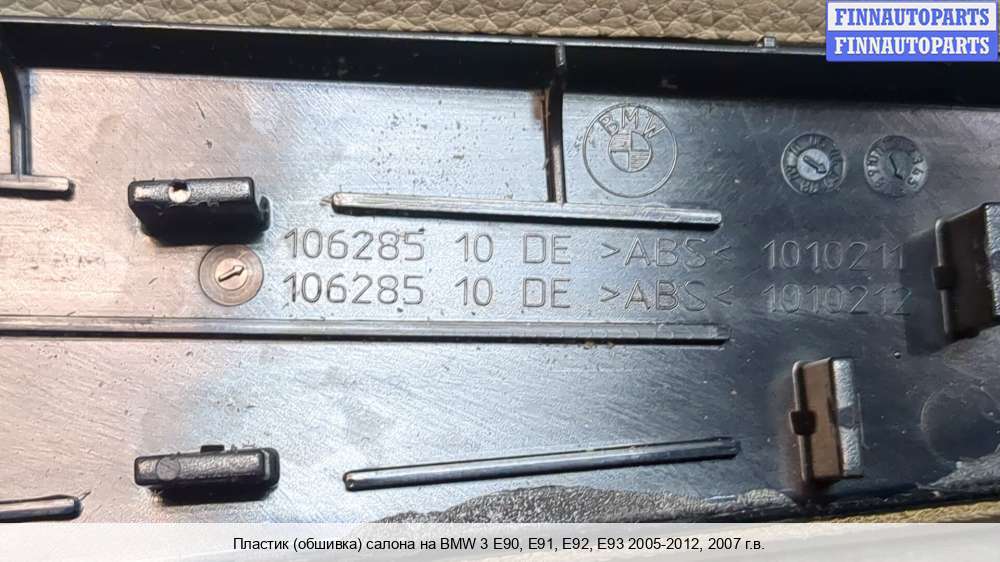 FINNAUTOPARTS
FINNAUTOPARTS
BMW
106285 10 DE >ABS< 1010211
106285 10 DE >ABS< 1010212
Пластик (обшивка) салона на BMW 3 E90, E91, E92, E93 2005-2012, 2007 г.в.